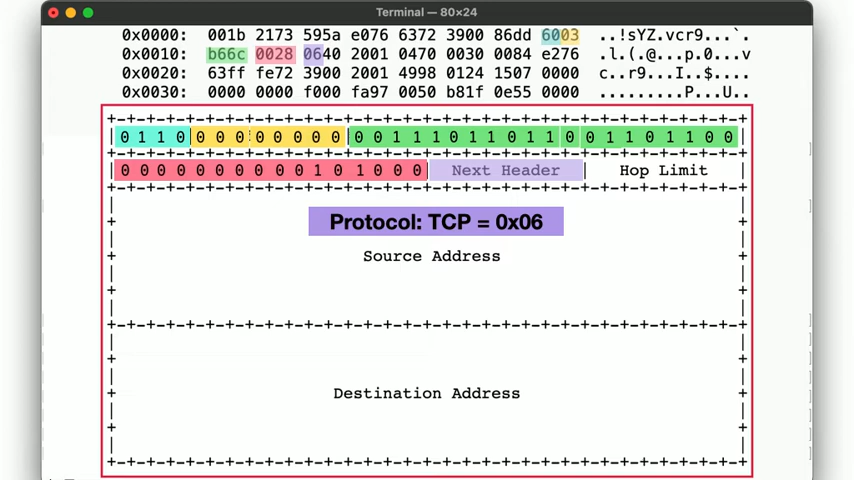 Terminal — 80×24
0x0000: 001b 2173 595a e076 6372 3900 86dd 6003 ..!sYZ.vcr9...`.
0x0010: b66c 0028 0640 2001 0470 0030 0084 e276 .l.(.@...p.0...v
0x0020: 63ff fe72 3900 2001 4998 0124 1507 0000 c..r9...I..$....
0x0030: 0000 0000 f000 fa97 0050 b81f 0e55 0000 .........P...U..
+-+-+-+-+-+-+-+-+-+-+-+-+-+-+-+-+-+-+-+-+-+-+-+-+-+-+-+-+-+-+-+-+
|0 1 1 0|0 0 0 0 0 0 0 0|0 0 1 1 1 0 1 1 0 1 1 0 0 1 1 0 1 1 0 0|
+-+-+-+-+-+-+-+-+-+-+-+-+-+-+-+-+-+-+-+-+-+-+-+-+-+-+-+-+-+-+-+-+
|0 0 0 0 0 0 0 0 0 0 1 0 1 0 0 0| Next Header | Hop Limit |
+-+-+-+-+-+-+-+-+-+-+-+-+-+-+-+-+-+-+-+-+-+-+-+-+-+-+-+-+-+-+-+-+
| |
+ Protocol: TCP = 0x06 +
| Source Address |
+ +
| |
+-+-+-+-+-+-+-+-+-+-+-+-+-+-+-+-+-+-+-+-+-+-+-+-+-+-+-+-+-+-+-+-+
| |
+ +
| |
+ Destination Address +
| |
+ +
| |
+-+-+-+-+-+-+-+-+-+-+-+-+-+-+-+-+-+-+-+-+-+-+-+-+-+-+-+-+-+-+-+-+